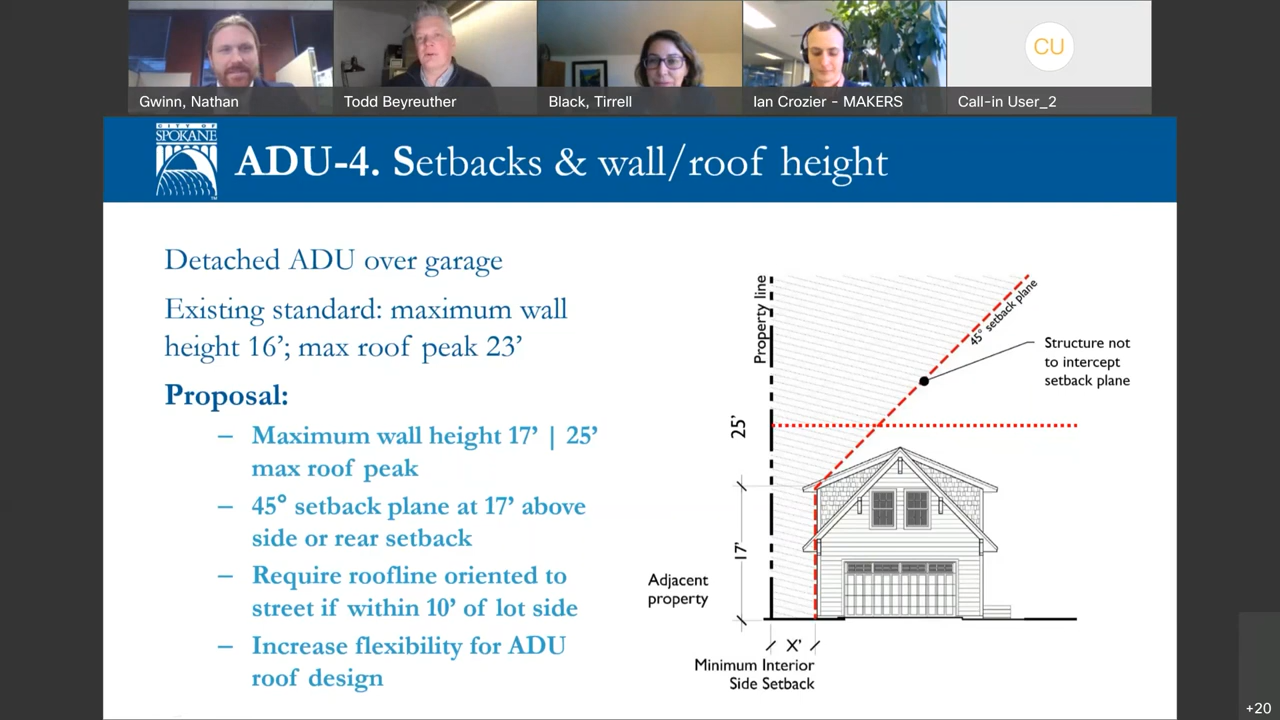 CU
Gwinn, Nathan
Todd Beyreuther
Black, Tirrell
Ian Crozier - MAKERS
Call-in User_2
CITY OF
SPOKANE
ADU-4. Setbacks & wall/roof height
Detached ADU over garage
Existing standard: maximum wall
height 16’; max roof peak 23’
Proposal:
– Maximum wall height 17’ | 25’
max roof peak
– 45° setback plane at 17’ above
side or rear setback
– Require roofline oriented to
street if within 10’ of lot side
– Increase flexibility for ADU
roof design
Property line
45° setback plane
Structure not
to intercept
setback plane
25’
17’
Adjacent
property
X’
Minimum Interior
Side Setback
+20